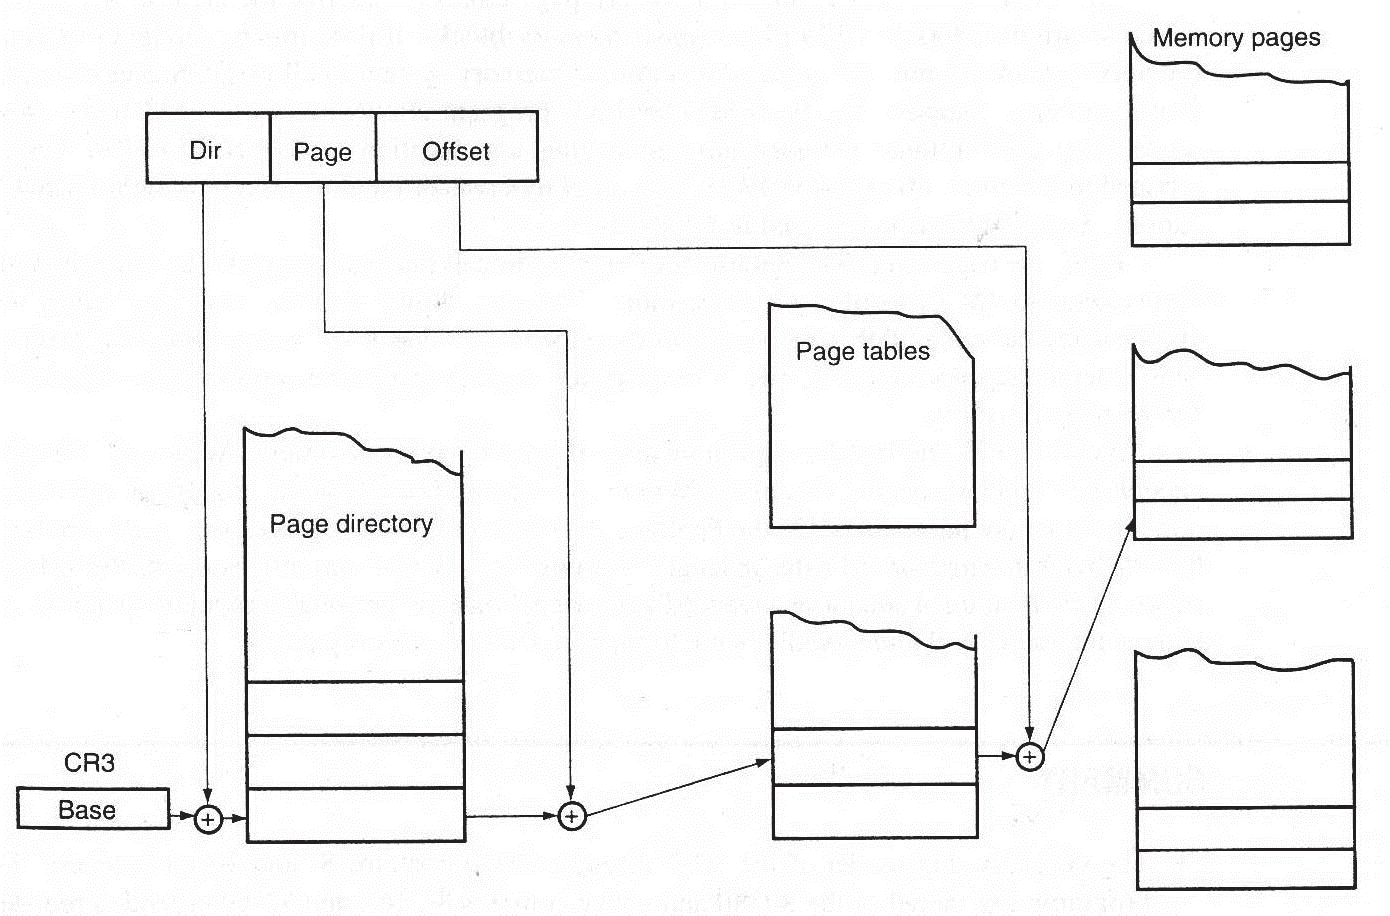 Memory pages
Dir
Page
Offset
Page tables
Page directory
CR3
Base
+
+
+